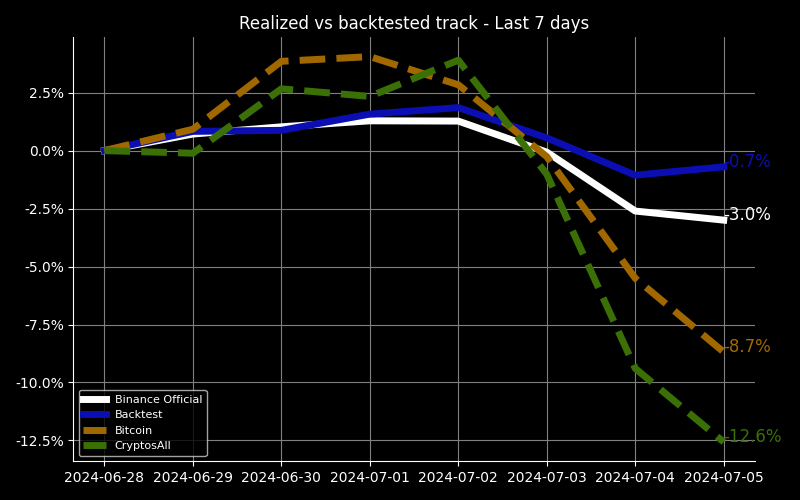 Realized vs backtested track - Last 7 days
2.5%
0.0%
-2.5%
-5.0%
-7.5%
-10.0%
-12.5%
-0.7%
-3.0%
-8.7%
-12.6%
Binance Official
Backtest
Bitcoin
CryptosAll
2024-06-28 2024-06-29 2024-06-30 2024-07-01 2024-07-02 2024-07-03 2024-07-04 2024-07-05